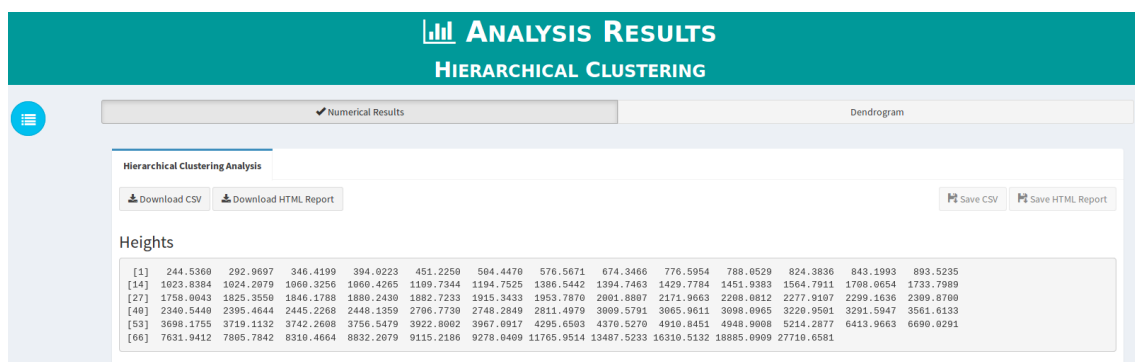 Analysis Results
Hierarchical Clustering
Numerical Results
Dendrogram
Hierarchical Clustering Analysis
Download CSV
Download HTML Report
Save CSV
Save HTML Report
Heights
[1] 244.5360 292.9697 346.4199 394.0223 451.2250 504.4470 576.5671 674.3466 776.5954 788.0529 824.3836 843.1993 893.5235
[14] 1023.8384 1024.2079 1060.3256 1060.4265 1109.7344 1194.7525 1386.5442 1394.7463 1429.7784 1451.9383 1564.7911 1708.0654 1733.7989
[27] 1758.0043 1825.3550 1846.1788 1880.2430 1882.7233 1915.3433 1953.7870 2001.8807 2171.9663 2208.0812 2277.9107 2299.1636 2309.8700
[40] 2340.5440 2395.4644 2445.2268 2448.1359 2706.7730 2748.2849 2811.4979 3009.5791 3065.9611 3098.0965 3220.9501 3291.5947 3561.6133
[53] 3698.1755 3719.1132 3742.2608 3756.5479 3922.8002 3967.0917 4295.6503 4370.5270 4910.8451 4948.9008 5214.2877 6413.9663 6690.0291
[66] 7631.9412 7805.7842 8310.4664 8832.2079 9115.2186 9278.0409 11765.9514 13487.5233 16310.5132 18885.0909 27710.6581